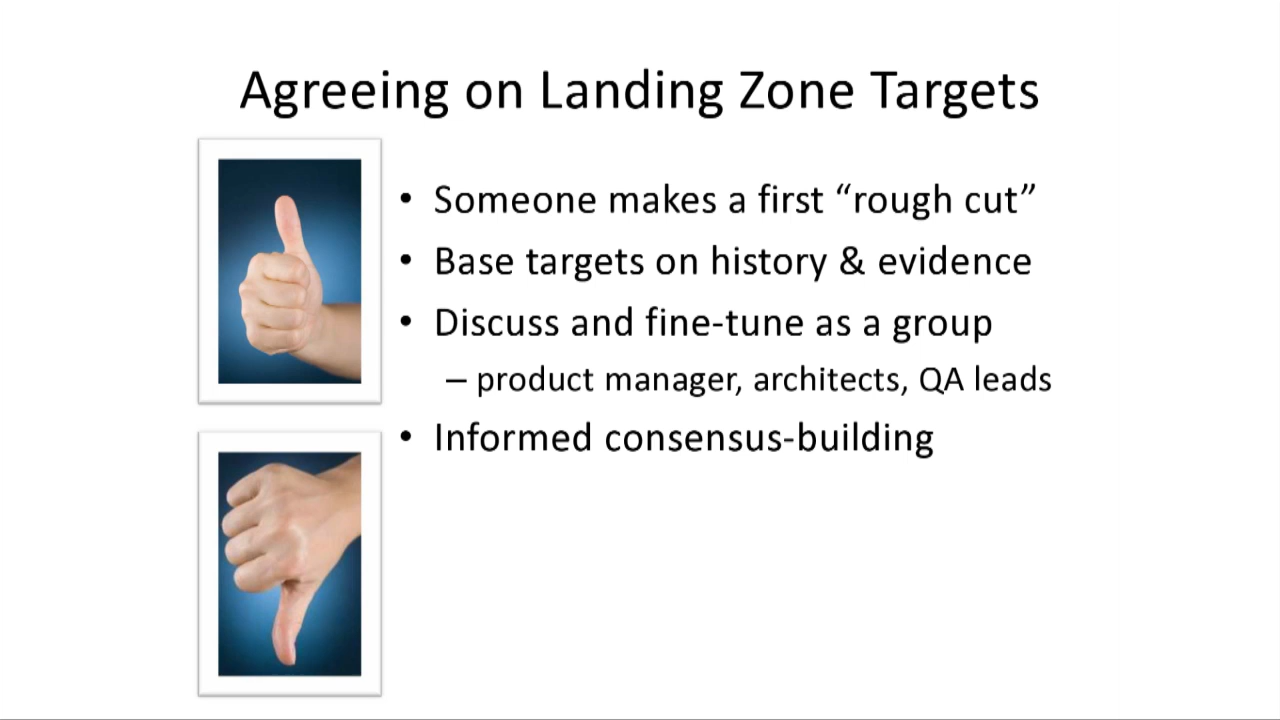 Agreeing on Landing Zone Targets
• Someone makes a first “rough cut”
• Base targets on history & evidence
• Discuss and fine-tune as a group
– product manager, architects, QA leads
• Informed consensus-building